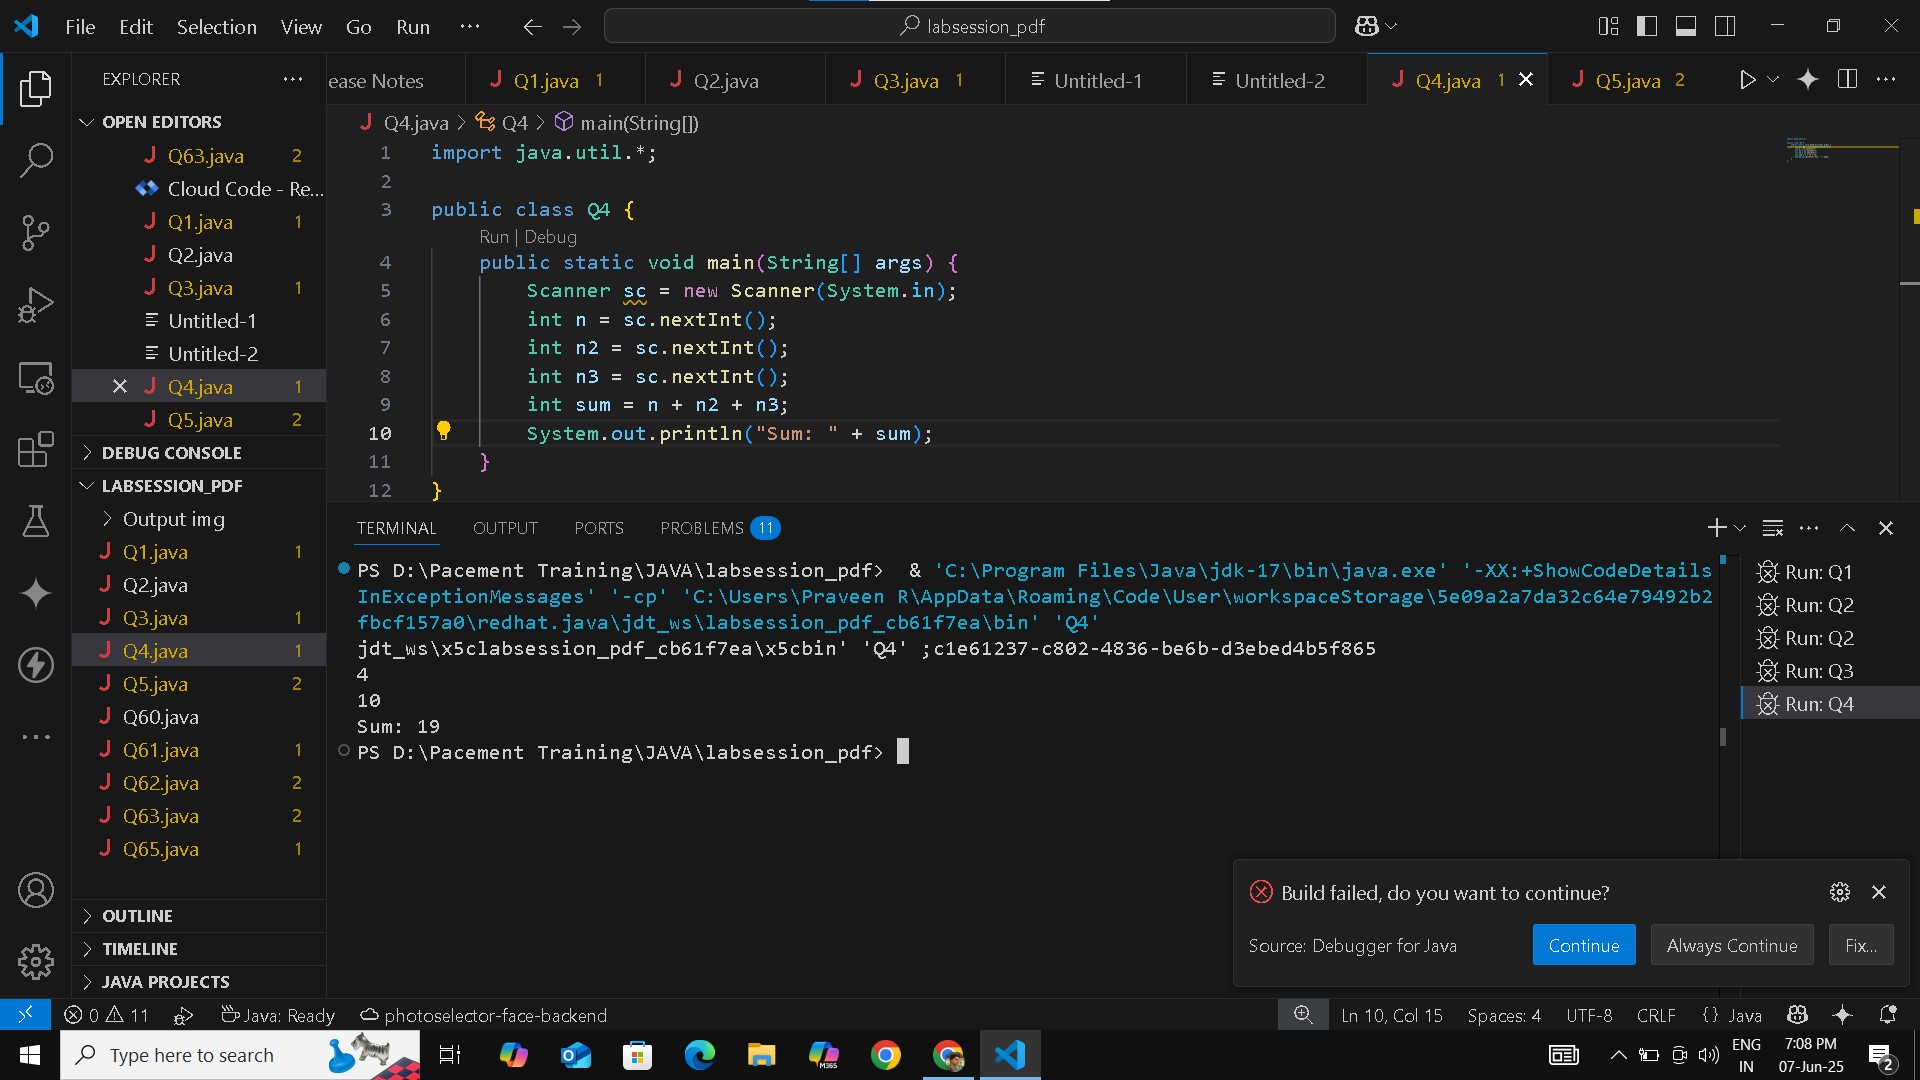 File Edit Selection View Go Run ··· labsession_pdf
EXPLORER ···
OPEN EDITORS
Q63.java 2
Cloud Code - Re...
Q1.java 1
Q2.java
Q3.java 1
Untitled-1
Untitled-2
Q4.java 1
Q5.java 2
DEBUG CONSOLE
LABSESSION_PDF
Output img
Q1.java 1
Q2.java
Q3.java 1
Q4.java 1
Q5.java 2
Q60.java
Q61.java 1
Q62.java 2
Q63.java 2
Q65.java 1
OUTLINE
TIMELINE
JAVA PROJECTS
ease Notes Q1.java 1 Q2.java Q3.java 1 Untitled-1 Untitled-2 Q4.java 1 Q5.java 2
Q4.java > Q4 > main(String[])
1 import java.util.*;
2
3 public class Q4 {
Run | Debug
4 public static void main(String[] args) {
5 Scanner sc = new Scanner(System.in);
6 int n = sc.nextInt();
7 int n2 = sc.nextInt();
8 int n3 = sc.nextInt();
9 int sum = n + n2 + n3;
10 System.out.println("Sum: " + sum);
11 }
12 }
TERMINAL OUTPUT PORTS PROBLEMS 11
PS D:\Pacement Training\JAVA\labsession_pdf> & 'C:\Program Files\Java\jdk-17\bin\java.exe' '-XX:+ShowCodeDetails
InExceptionMessages' '-cp' 'C:\Users\Praveen R\AppData\Roaming\Code\User\workspaceStorage\5e09a2a7da32c64e79492b2
fbcf157a0\redhat.java\jdt_ws\labsession_pdf_cb61f7ea\bin' 'Q4'
jdt_ws\x5clabsession_pdf_cb61f7ea\x5cbin' 'Q4' ;c1e61237-c802-4836-be6b-d3ebed4b5f865
4
10
Sum: 19
PS D:\Pacement Training\JAVA\labsession_pdf>
Run: Q1
Run: Q2
Run: Q2
Run: Q3
Run: Q4
Build failed, do you want to continue?
Source: Debugger for Java Continue Always Continue Fix...
0 11 Java: Ready photoselector-face-backend Ln 10, Col 15 Spaces: 4 UTF-8 CRLF {} Java
Type here to search
M365
ENG
IN
7:08 PM
07-Jun-25
2